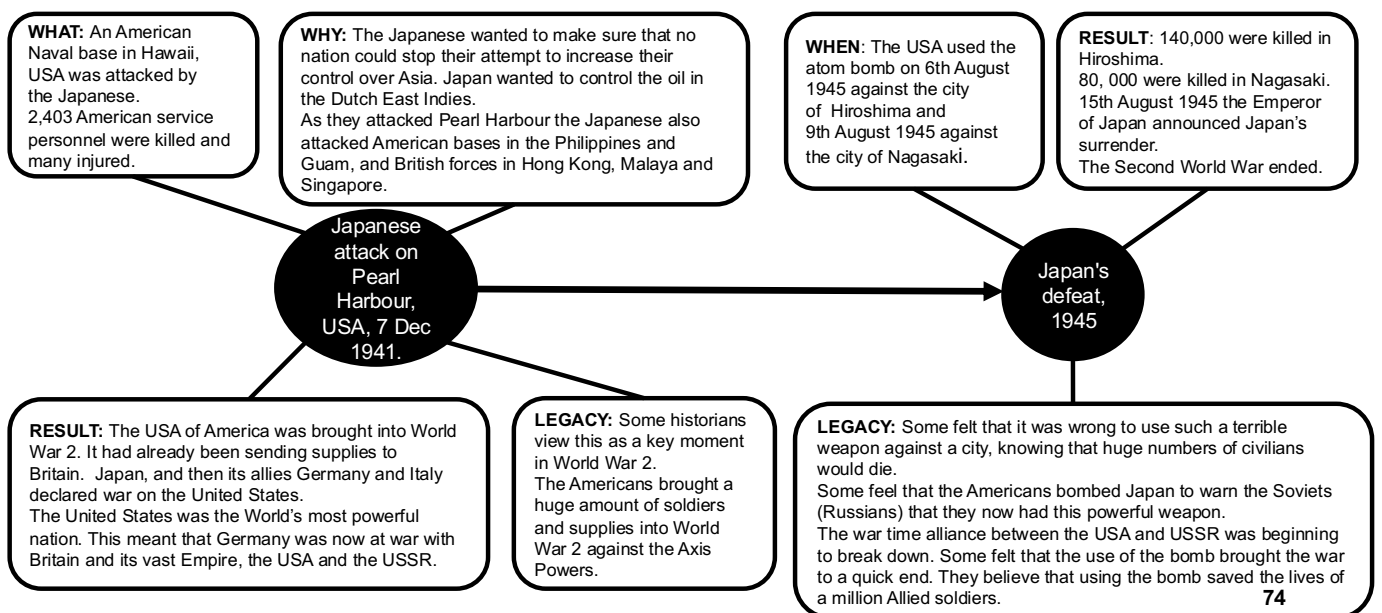 WHAT: An American
Naval base in Hawaii,
USA was attacked by
the Japanese.
2,403 American service
personnel were killed and
many injured.
WHY: The Japanese wanted to make sure that no
nation could stop their attempt to increase their
control over Asia. Japan wanted to control the oil in
the Dutch East Indies.
As they attacked Pearl Harbour the Japanese also
attacked American bases in the Philippines and
Guam, and British forces in Hong Kong, Malaya and
Singapore.
WHEN: The USA used the
atom bomb on 6th August
1945 against the city
of Hiroshima and
9th August 1945 against
the city of Nagasaki.
RESULT: 140,000 were killed in
Hiroshima.
80, 000 were killed in Nagasaki.
15th August 1945 the Emperor
of Japan announced Japan's
surrender.
The Second World War ended.
Japanese
attack on
Pearl
Harbour,
USA, 7 Dec
1941.
Japan's
defeat,
1945
RESULT: The USA of America was brought into World
War 2. It had already been sending supplies to
Britain. Japan, and then its allies Germany and Italy
declared war on the United States.
The United States was the World's most powerful
nation. This meant that Germany was now at war with
Britain and its vast Empire, the USA and the USSR.
LEGACY: Some historians
view this as a key moment
in World War 2.
The Americans brought a
huge amount of soldiers
and supplies into World
War 2 against the Axis
Powers.
LEGACY: Some felt that it was wrong to use such a terrible
weapon against a city, knowing that huge numbers of civilians
would die.
Some feel that the Americans bombed Japan to warn the Soviets
(Russians) that they now had this powerful weapon.
The war time alliance between the USA and USSR was beginning
to break down. Some felt that the use of the bomb brought the war
to a quick end. They believe that using the bomb saved the lives of
a million Allied soldiers.
74